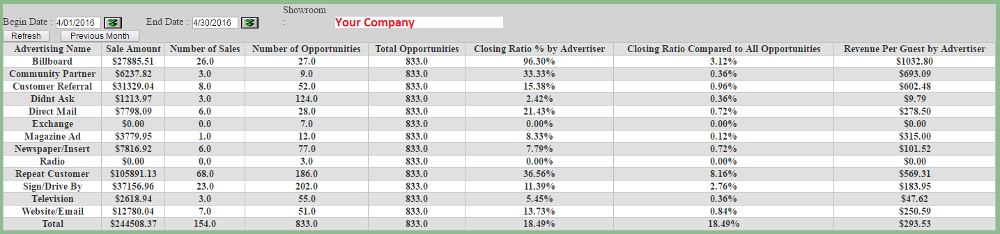 Showroom
Begin Date : 4/01/2016 End Date : 4/30/2016 : Your Company
Refresh Previous Month
Advertising Name Sale Amount Number of Sales Number of Opportunities Total Opportunities Closing Ratio % by Advertiser Closing Ratio Compared to All Opportunities Revenue Per Guest by Advertiser
Billboard $27885.51 26.0 27.0 833.0 96.30% 3.12% $1032.80
Community Partner $6237.82 3.0 9.0 833.0 33.33% 0.36% $693.09
Customer Referral $31329.04 8.0 52.0 833.0 15.38% 0.96% $602.48
Didnt Ask $1213.97 3.0 124.0 833.0 2.42% 0.36% $9.79
Direct Mail $7798.09 6.0 28.0 833.0 21.43% 0.72% $278.50
Exchange $0.00 0.0 7.0 833.0 0.00% 0.00% $0.00
Magazine Ad $3779.95 1.0 12.0 833.0 8.33% 0.12% $315.00
Newspaper/Insert $7816.92 6.0 77.0 833.0 7.79% 0.72% $101.52
Radio $0.00 0.0 3.0 833.0 0.00% 0.00% $0.00
Repeat Customer $105891.13 68.0 186.0 833.0 36.56% 8.16% $569.31
Sign/Drive By $37156.96 23.0 202.0 833.0 11.39% 2.76% $183.95
Television $2618.94 3.0 55.0 833.0 5.45% 0.36% $47.62
Website/Email $12780.04 7.0 51.0 833.0 13.73% 0.84% $250.59
Total $244508.37 154.0 833.0 833.0 18.49% 18.49% $293.53